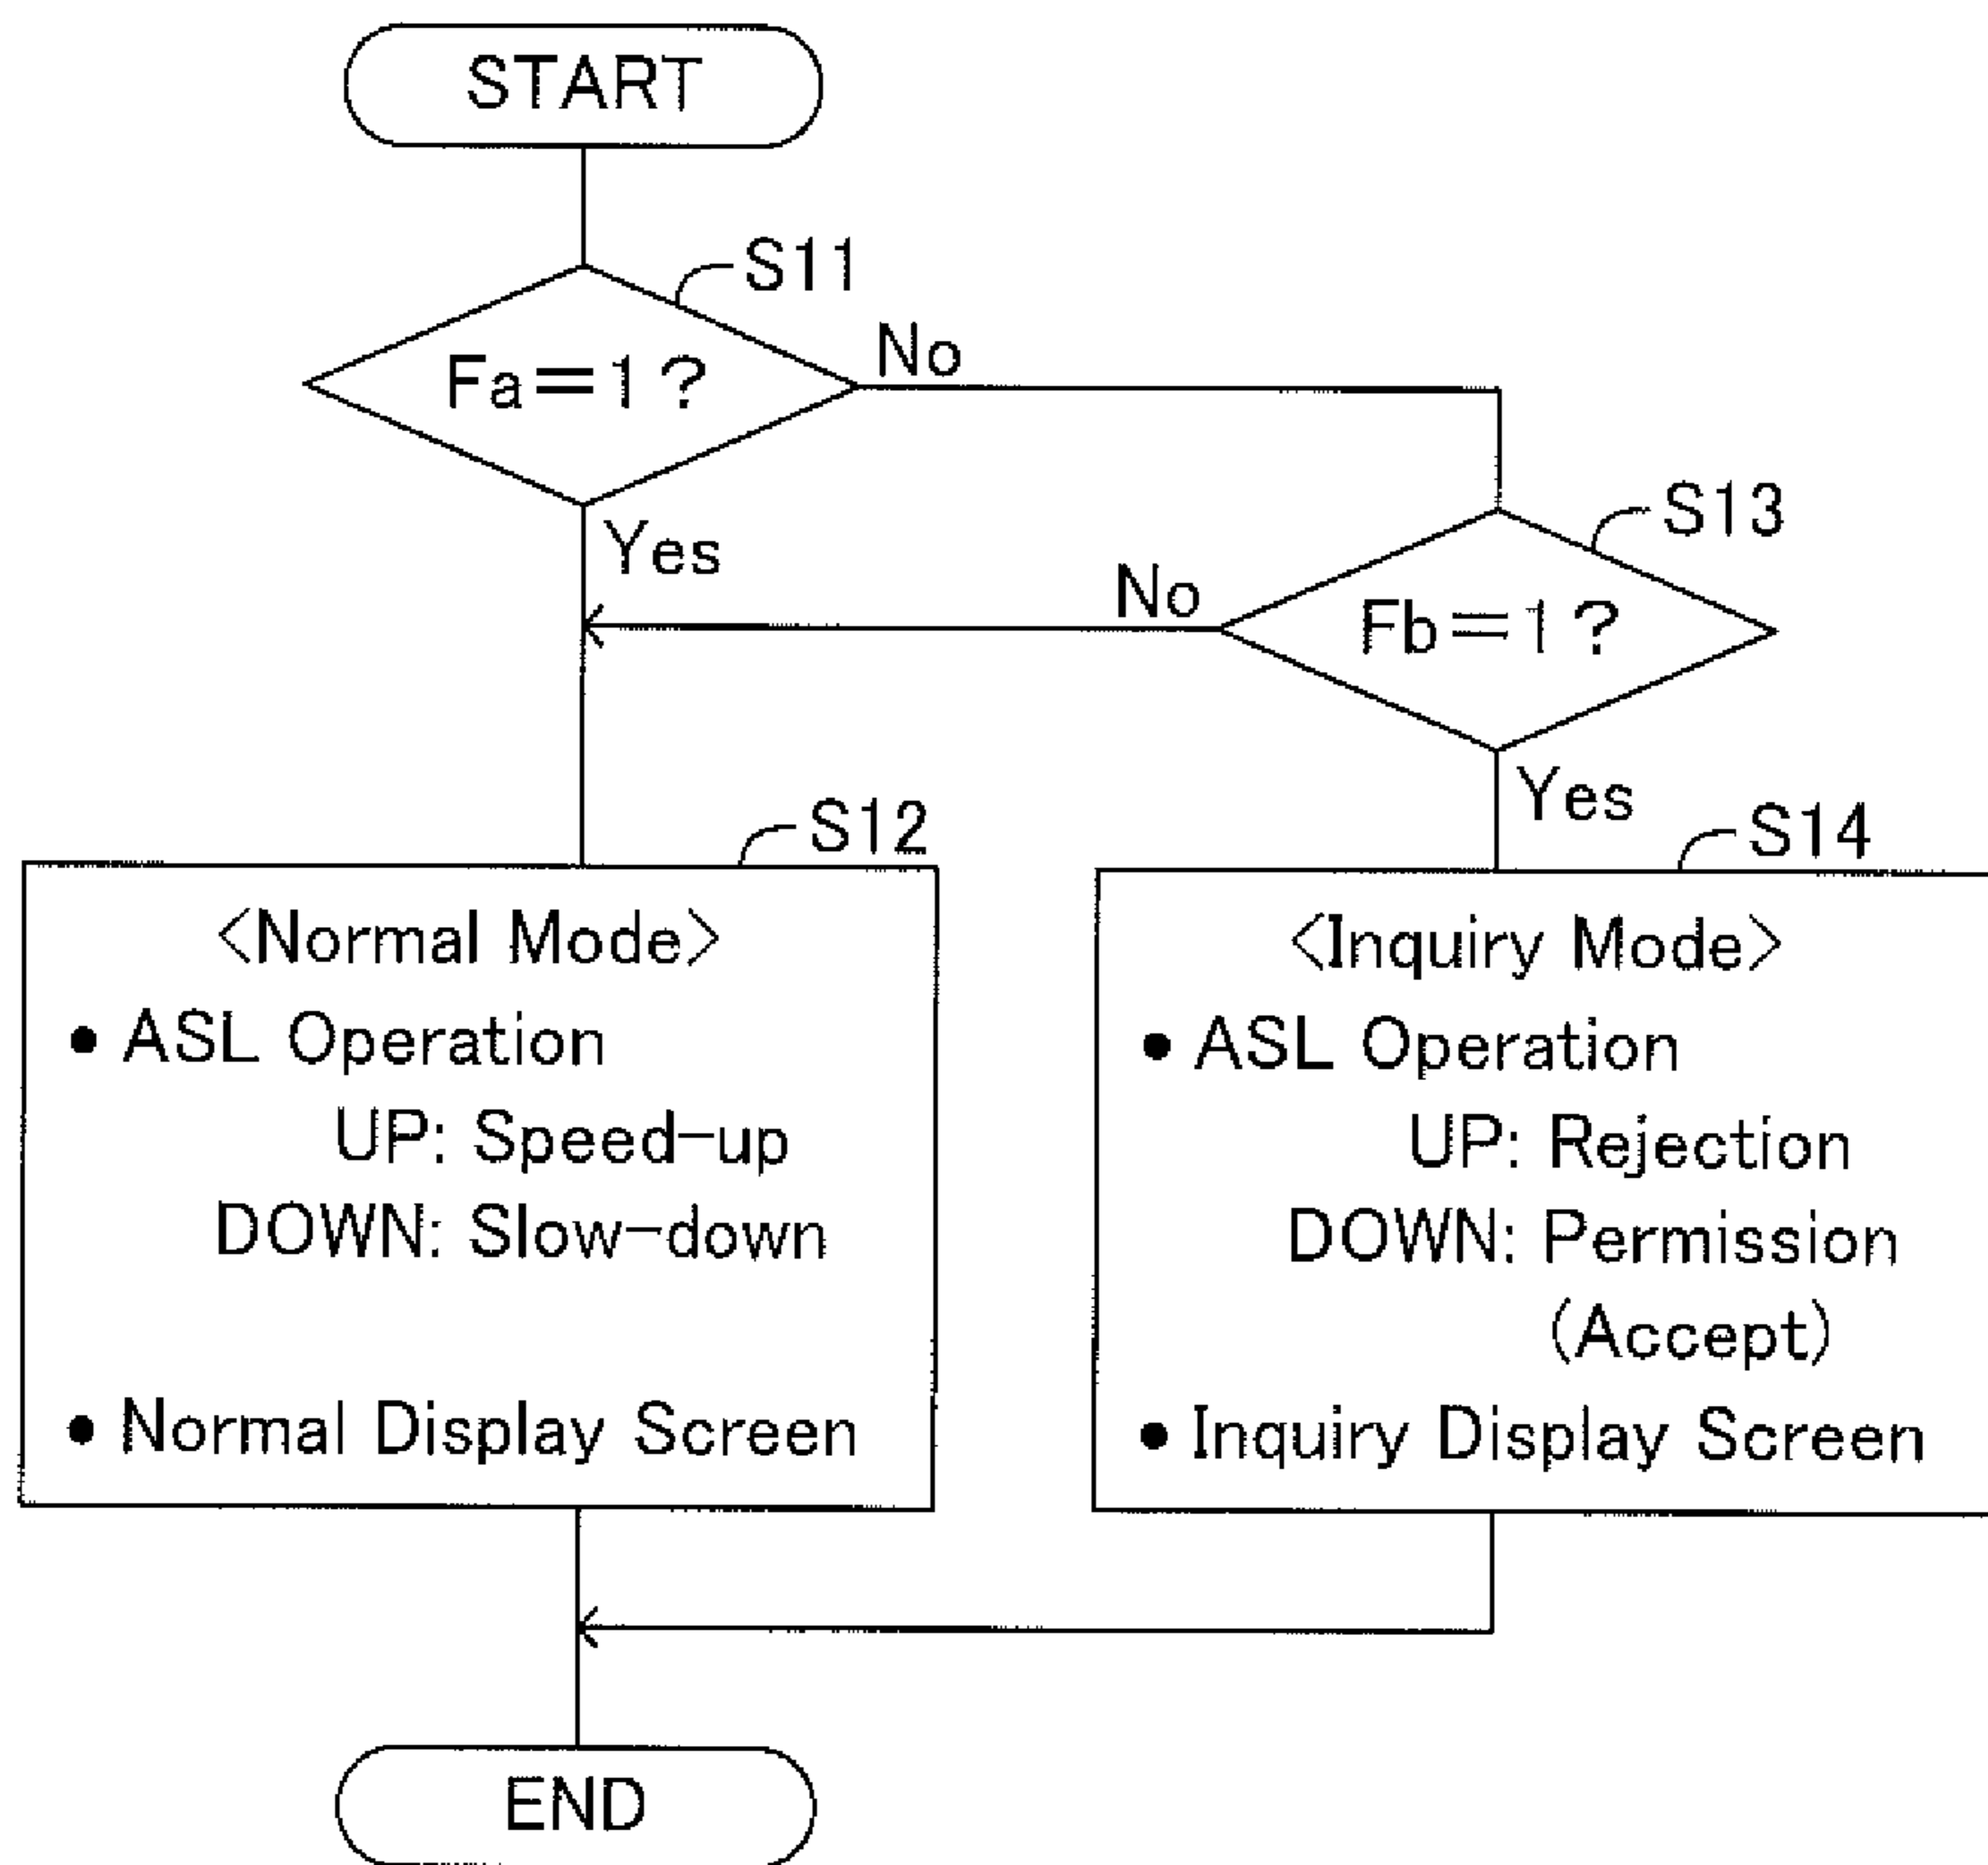 START
S11
Fa=1?
No
Yes
S13
Fb=1?
No
Yes
S12
<Normal Mode>
● ASL Operation
UP: Speed-up
DOWN: Slow-down
● Normal Display Screen
S14
<Inquiry Mode>
● ASL Operation
UP: Rejection
DOWN: Permission
(Accept)
● Inquiry Display Screen
END